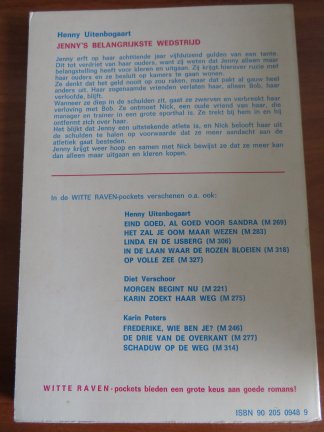 Henny Uitenbogaart
JENNY'S BELANGRIJKSTE WEDSTRIJD
Jenny erft op haar achttiende jaar vijfduizend gulden van een tante.
Dit tot verdriet van haar ouders, want zij weten dat Jenny alleen maar
belangstelling heeft voor kleren en uitgaan. Zij krijgt hierover ruzie met
haar ouders en ze besluit op kamers te gaan wonen.
Ze denkt dat het geld nooit op zou raken, maar dat pakt al gauw heel
anders uit. Haar zogenaamde vrienden verlaten haar, alleen Bob, haar
verloofde, blijft.
Wanneer ze diep in de schulden zit, gaat ze zwerven en verbreekt haar
verloving met Bob. Ze ontmoet Nick, een oude vriend van haar, die
manager en trainer in een grote sporthal is. Ze trekt bij hem in en hij
ontfermt zich over haar.
Het blijkt dat Jenny een uitstekende atlete is, en Nick belooft haar uit
de schulden te halen op voorwaarde dat ze meer aandacht aan de
atletiek gaat besteden.
Jenny krijgt weer hoop en samen met Nick bewijst ze dat ze meer kan
dan alleen maar uitgaan en kleren kopen.
In de WITTE RAVEN-pockets verschenen o.a. ook:
Henny Uitenbogaart
EIND GOED, AL GOED VOOR SANDRA (M 269)
HET ZAL JE OOM MAAR WEZEN (M 283)
LINDA EN DE IJSBERG (M 306)
IN DE LAAN WAAR DE ROZEN BLOEIEN (M 316)
OP VOLLE ZEE (M 327)
Diet Verschoor
MORGEN BEGINT NU (M 221)
KARIN ZOEKT HAAR WEG (M 275)
Karin Peters
FREDERIKE, WIE BEN JE? (M 246)
DE DRIE VAN DE OVERKANT (M 277)
SCHADUW OP DE WEG (M 314)
WITTE RAVEN-pockets bieden een grote keus aan goede romans!
ISBN 90 205 0948 9